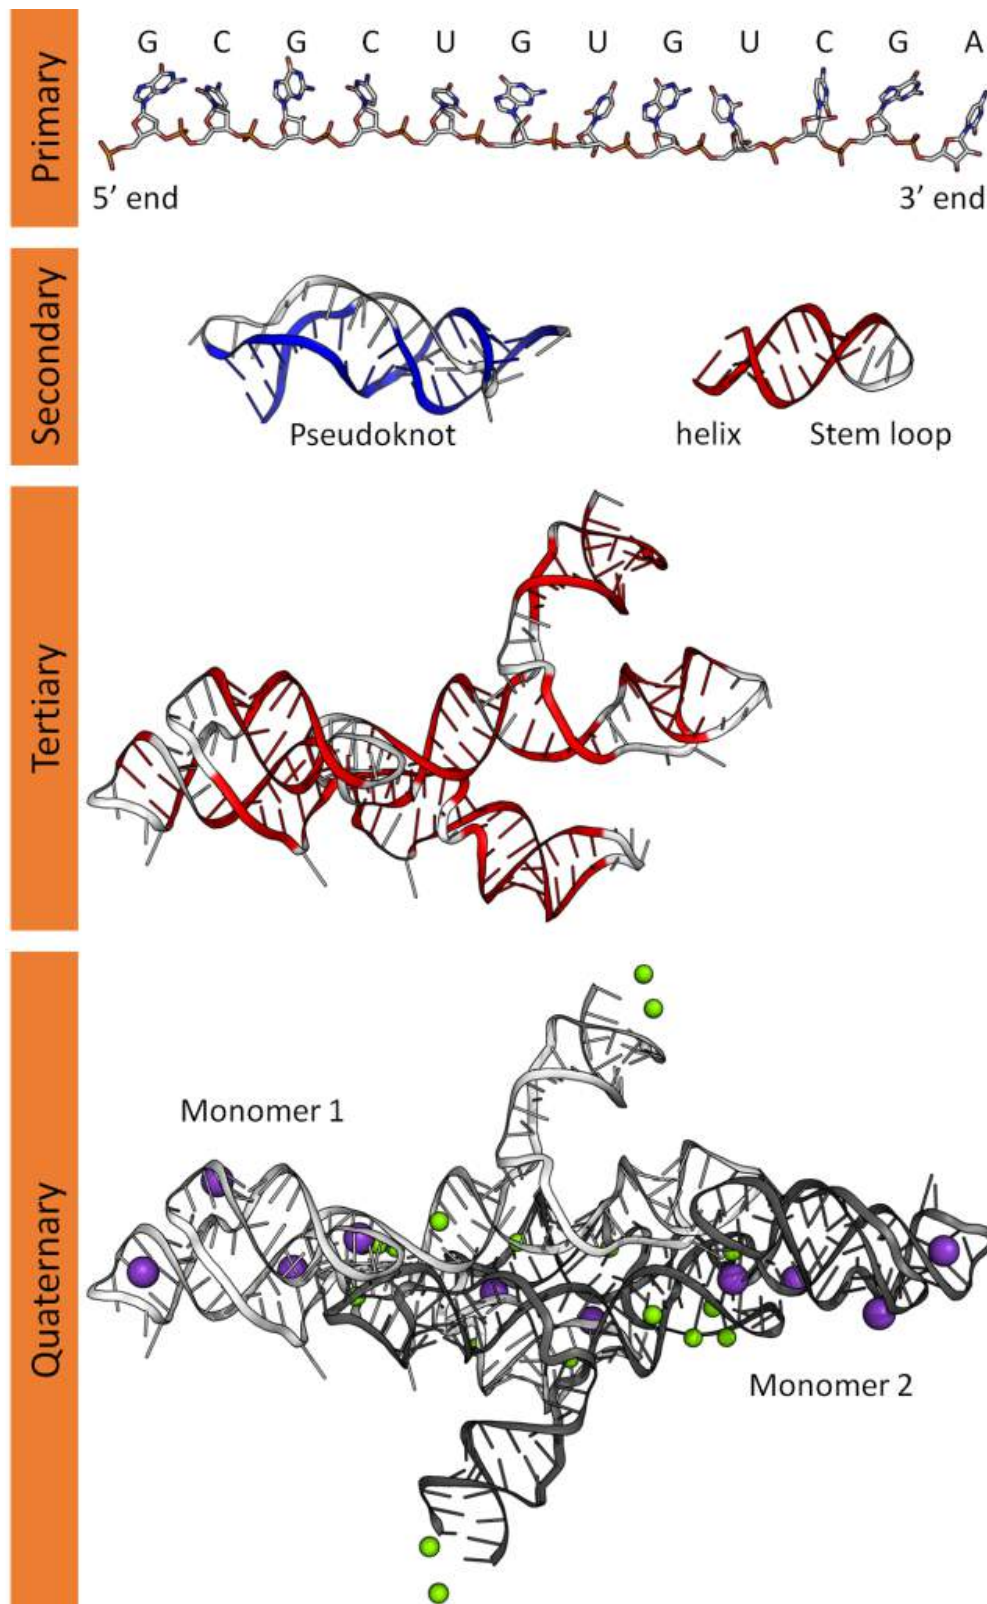 Primary
G C G C U G U G U C G A
5’ end
3’ end
Secondary
Pseudoknot
helix
Stem loop
Tertiary
Quaternary
Monomer 1
Monomer 2